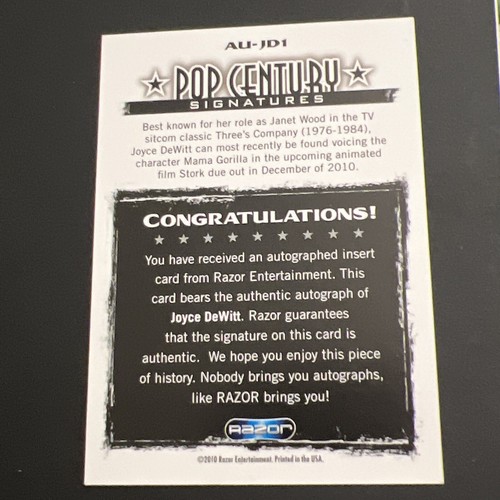 AU-JD1
POP CENTURY
SIGNATURES
Best known for her role as Janet Wood in the TV
sitcom classic Three's Company (1976-1984),
Joyce DeWitt can most recently be found voicing the
character Mama Gorilla in the upcoming animated
film Stork due out in December of 2010.
CONGRATULATIONS!
You have received an autographed insert
card from Razor Entertainment. This
card bears the authentic autograph of
Joyce DeWitt. Razor guarantees
that the signature on this card is
authentic. We hope you enjoy this piece
of history. Nobody brings you autographs,
like RAZOR brings you!
RAZOR
©2010 Razor Entertainment. Printed in the USA.